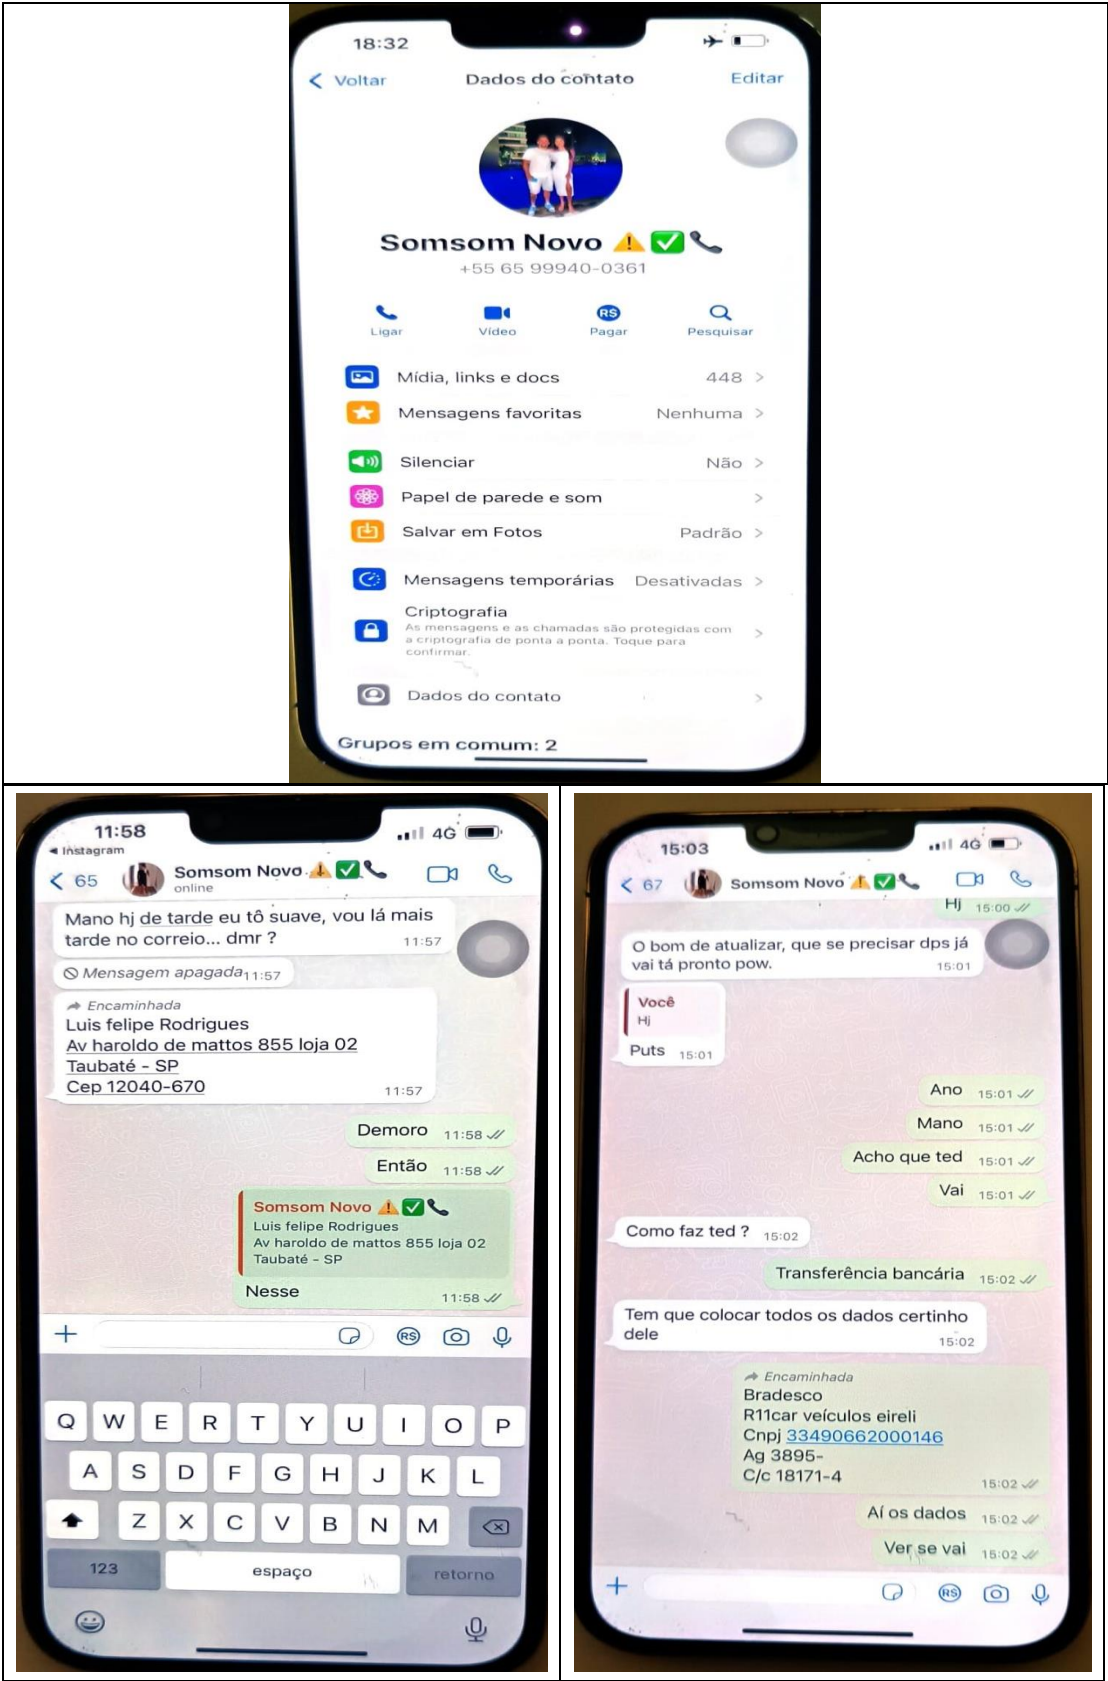 18:32
Voltar
Dados do contato
Editar
Somsom Novo ⚠️✅📞
+55 65 99940-0361
Ligar
Vídeo
R$
Pagar
Pesquisar
Mídia, links e docs 448 >
Mensagens favoritas Nenhuma >
Silenciar Não >
Papel de parede e som >
Salvar em Fotos Padrão >
Mensagens temporárias Desativadas >
Criptografia
As mensagens e as chamadas são protegidas com
a criptografia de ponta a ponta. Toque para
confirmar.
Dados do contato >
Grupos em comum: 2
11:58
4G
◂ Instagram
< 65
Somsom Novo ⚠️✅📞
online
Mano hj de tarde eu tô suave, vou lá mais
tarde no correio... dmr ? 11:57
Mensagem apagada 11:57
Encaminhada
Luis felipe Rodrigues
Av haroldo de mattos 855 loja 02
Taubaté - SP
Cep 12040-670
11:57
Demoro 11:58
Então 11:58
Somsom Novo ⚠️✅📞
Luis felipe Rodrigues
Av haroldo de mattos 855 loja 02
Taubaté - SP
Nesse
11:58
R$
Q W E R T Y U I O P
A S D F G H J K L
Z X C V B N M
123 espaço retorno
15:03
4G
< 67
Somsom Novo ⚠️✅📞
Hj 15:00
O bom de atualizar, que se precisar dps já
vai tá pronto pow. 15:01
Você
Hj
Puts 15:01
Ano 15:01
Mano 15:01
Acho que ted 15:01
Vai 15:01
Como faz ted ? 15:02
Transferência bancária 15:02
Tem que colocar todos os dados certinho
dele
15:02
Encaminhada
Bradesco
R11car veículos eireli
Cnpj 33490662000146
Ag 3895-
C/c 18171-4
15:02
Aí os dados 15:02
Ver se vai 15:02
R$